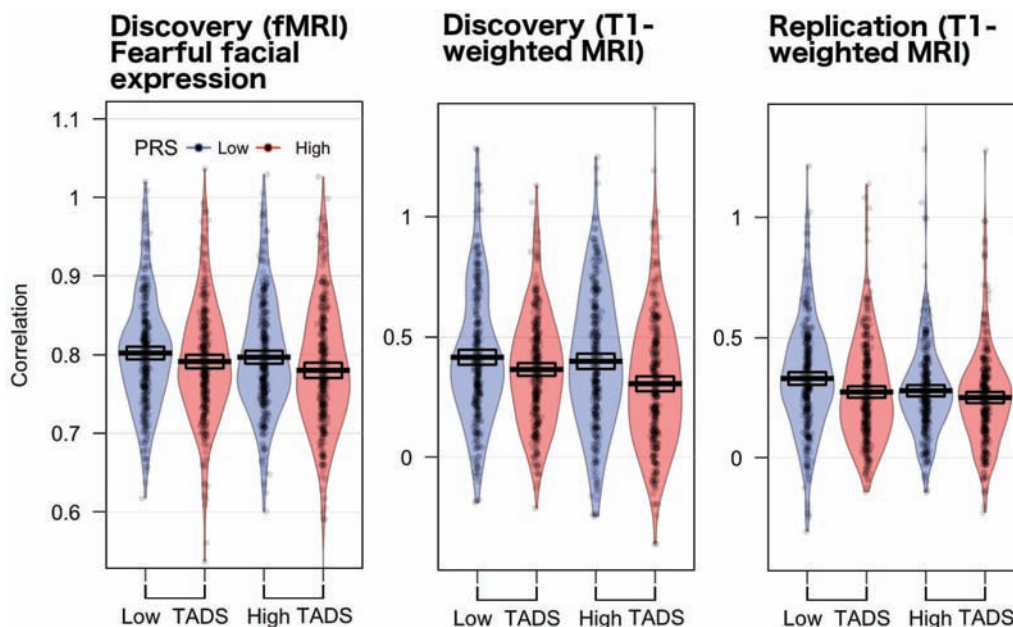 Discovery (fMRI)
Fearful facial
expression
Discovery (T1-
weighted MRI)
Replication (T1-
weighted MRI)
PRS Low High
Correlation
1.1
1
0.9
0.8
0.7
0.6
Low TADS High TADS
1
0.5
0
Low TADS High TADS
1
0.5
0
Low TADS High TADS